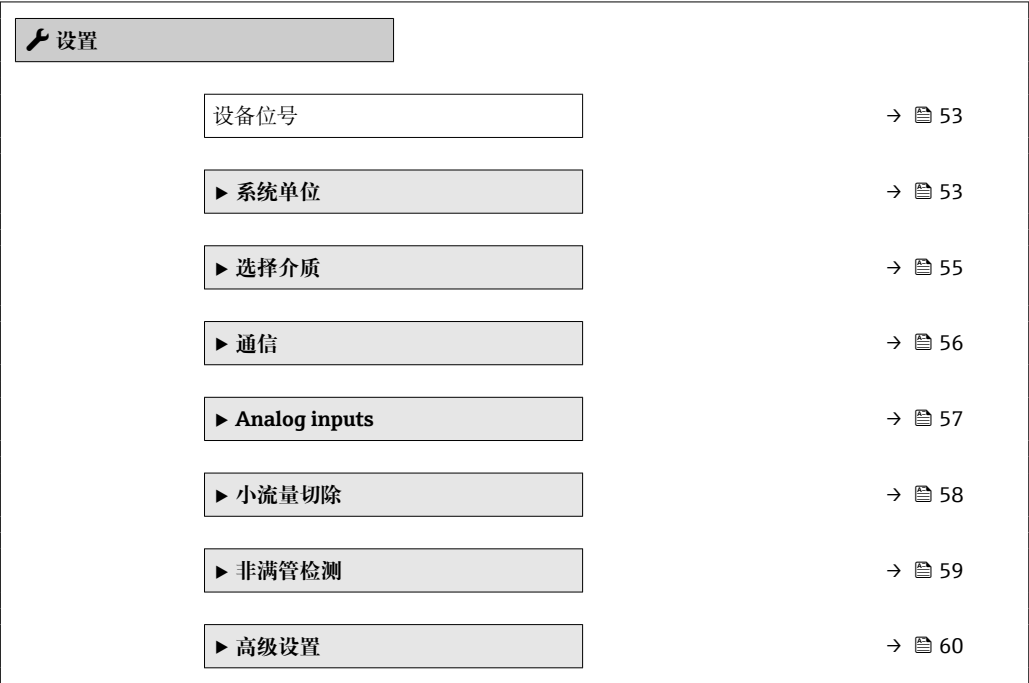 设置
设备位号 → 53
▶ 系统单位 → 53
▶ 选择介质 → 55
▶ 通信 → 56
▶ Analog inputs → 57
▶ 小流量切除 → 58
▶ 非满管检测 → 59
▶ 高级设置 → 60